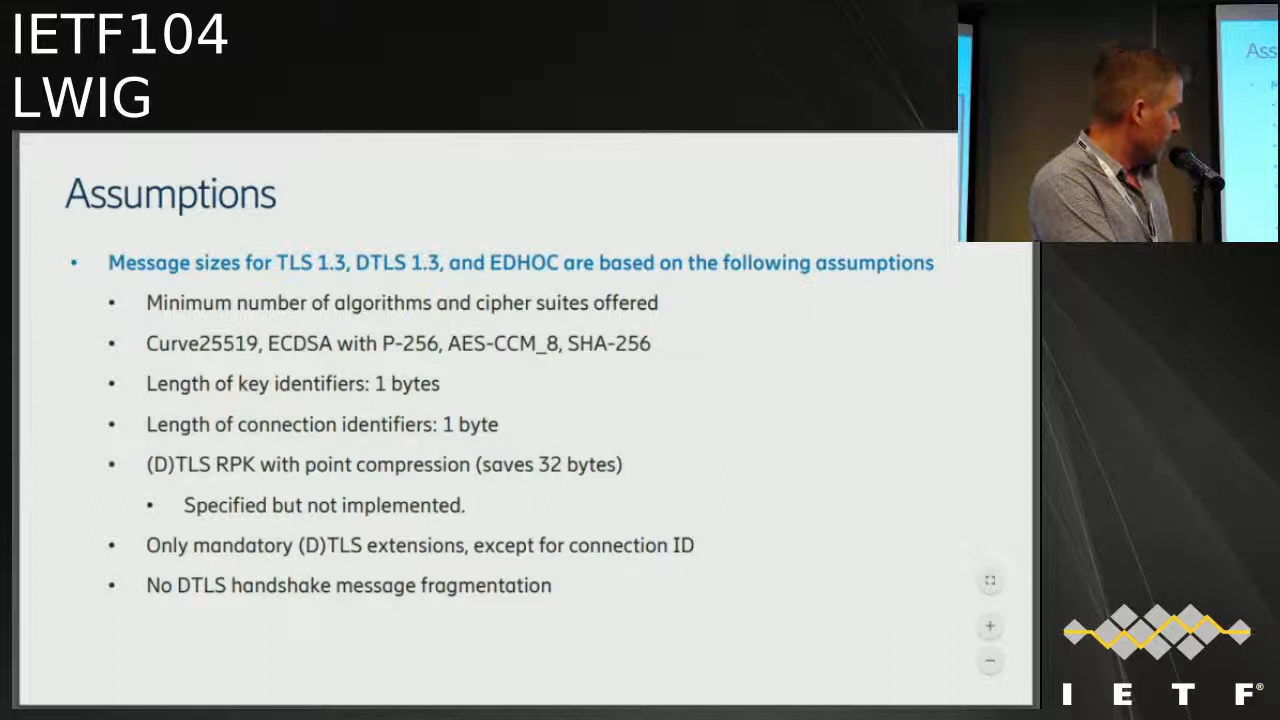 IETF104
LWIG
Ass
Assumptions
• Message sizes for TLS 1.3, DTLS 1.3, and EDHOC are based on the following assumptions
• Minimum number of algorithms and cipher suites offered
• Curve25519, ECDSA with P-256, AES-CCM_8, SHA-256
• Length of key identifiers: 1 bytes
• Length of connection identifiers: 1 byte
• (D)TLS RPK with point compression (saves 32 bytes)
• Specified but not implemented.
• Only mandatory (D)TLS extensions, except for connection ID
• No DTLS handshake message fragmentation
I E T F®